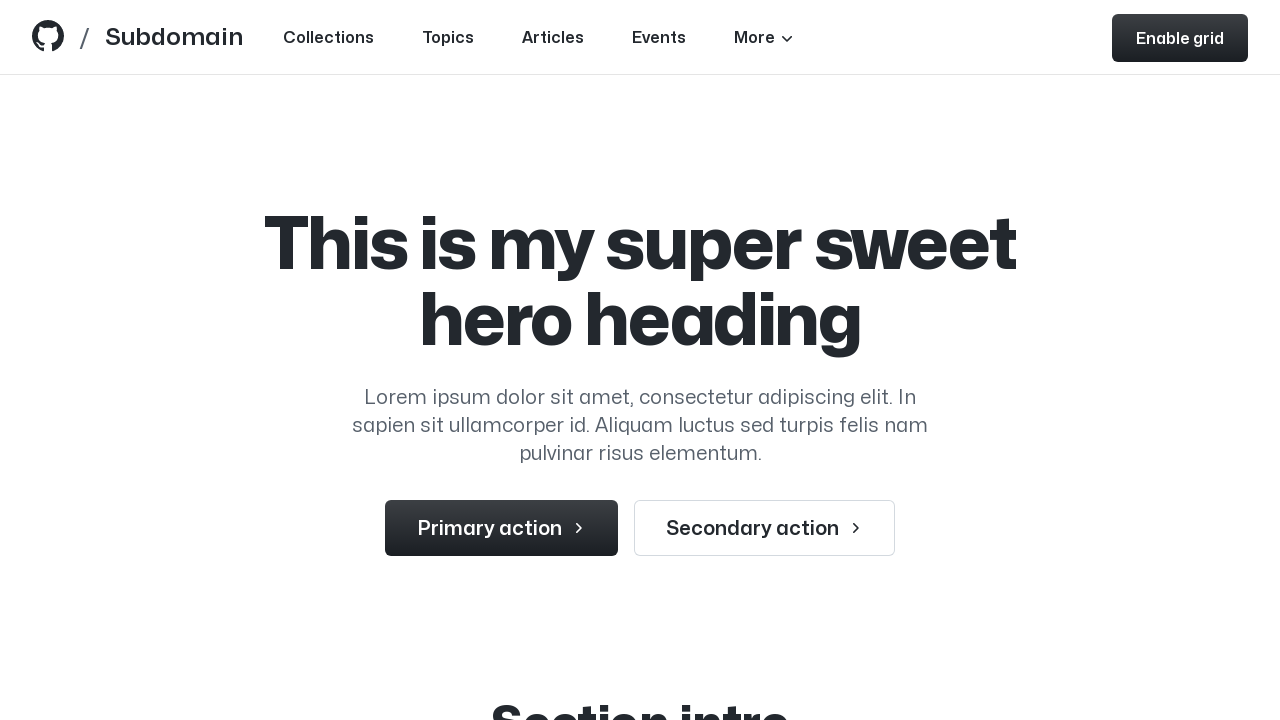 / Subdomain Collections Topics Articles Events More Enable grid
This is my super sweet
hero heading
Lorem ipsum dolor sit amet, consectetur adipiscing elit. In
sapien sit ullamcorper id. Aliquam luctus sed turpis felis nam
pulvinar risus elementum.
Primary action Secondary action
Section intro